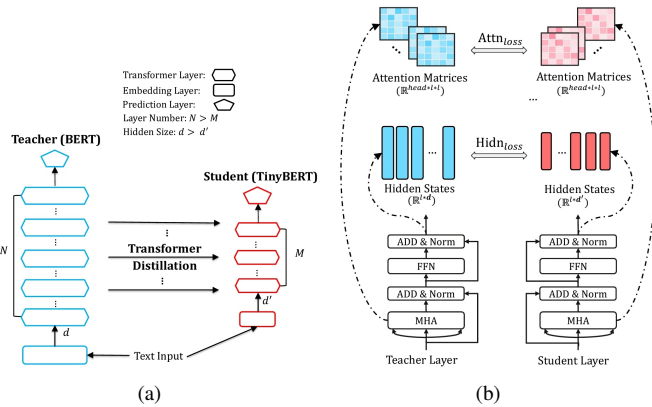 Transformer Layer:
Embedding Layer:
Prediction Layer:
Layer Number: N > M
Hidden Size: d > d'
Teacher (BERT)
Student (TinyBERT)
N
Transformer
Distillation
M
d
d'
Text Input
(a)
Attn_loss
Attention Matrices
(ℝ^{head*l*l})
Attention Matrices
(ℝ^{head*l*l})
...
Hidn_loss
Hidden States
(ℝ^{l*d})
Hidden States
(ℝ^{l*d'})
ADD & Norm
FFN
ADD & Norm
MHA
Teacher Layer
ADD & Norm
FFN
ADD & Norm
MHA
Student Layer
(b)